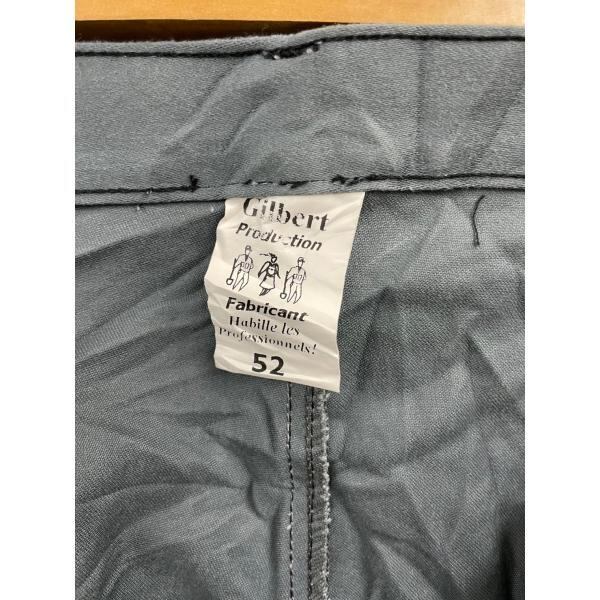 Gilbert
Production
Fabricant
Habille les
Professionnels!
52